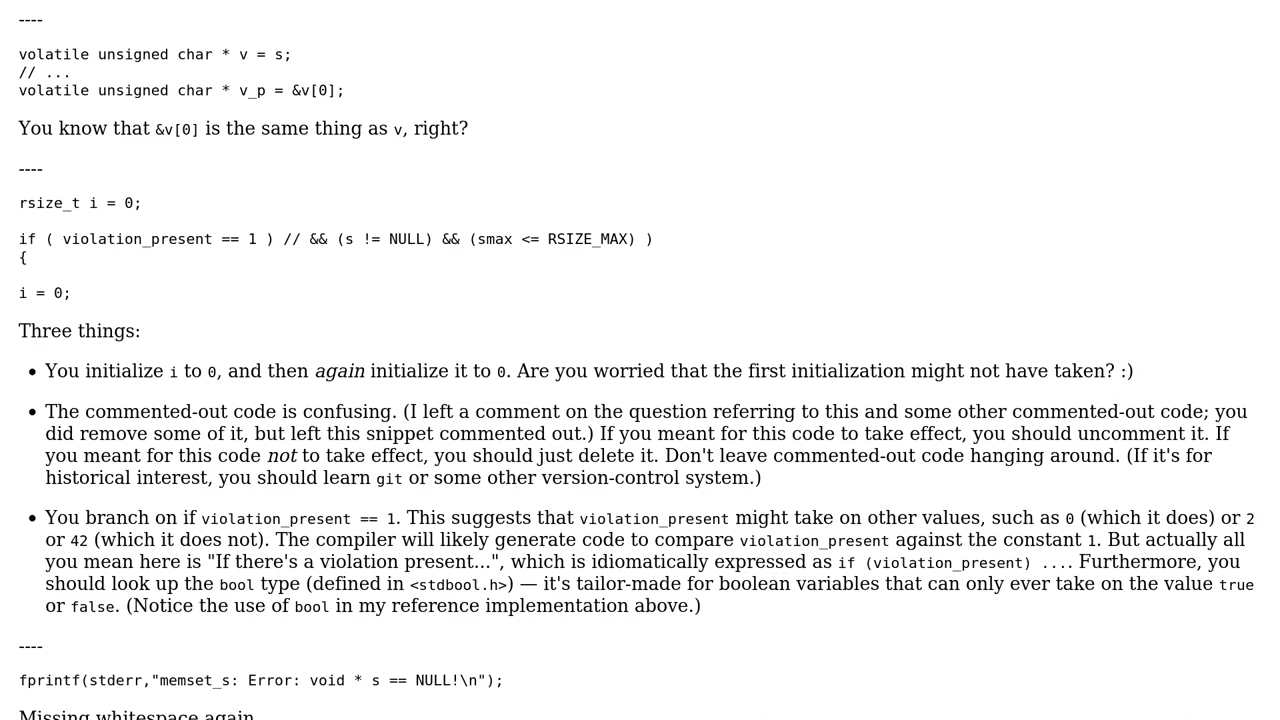 ----
volatile unsigned char * v = s;
// ...
volatile unsigned char * v_p = &v[0];
You know that &v[0] is the same thing as v, right?
----
rsize_t i = 0;
if ( violation_present == 1 ) // && (s != NULL) && (smax <= RSIZE_MAX) )
{
i = 0;
Three things:
• You initialize i to 0, and then again initialize it to 0. Are you worried that the first initialization might not have taken? :)
• The commented-out code is confusing. (I left a comment on the question referring to this and some other commented-out code; you
did remove some of it, but left this snippet commented out.) If you meant for this code to take effect, you should uncomment it. If
you meant for this code not to take effect, you should just delete it. Don't leave commented-out code hanging around. (If it's for
historical interest, you should learn git or some other version-control system.)
• You branch on if violation_present == 1. This suggests that violation_present might take on other values, such as 0 (which it does) or 2
or 42 (which it does not). The compiler will likely generate code to compare violation_present against the constant 1. But actually all
you mean here is "If there's a violation present...", which is idiomatically expressed as if (violation_present) .... Furthermore, you
should look up the bool type (defined in <stdbool.h>) — it's tailor-made for boolean variables that can only ever take on the value true
or false. (Notice the use of bool in my reference implementation above.)
----
fprintf(stderr,"memset_s: Error: void * s == NULL!\n");
Missing whitespace again